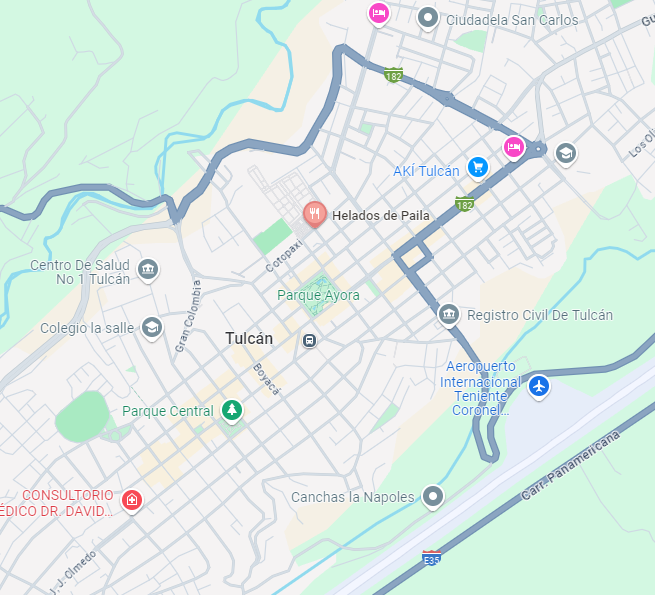 Ciudadela San Carlos
Gu
182
Los Oli
AKÍ Tulcán
182
Helados de Paila
Cotopaxi
Centro De Salud
No 1 Tulcán
Gran Colombia
Parque Ayora
Registro Civil De Tulcán
Colegio la salle
Tulcán
Boyacá
Aeropuerto
Internacional
Teniente
Coronel...
Parque Central
Carr. Panamericana
CONSULTORIO
ÉDICO DR. DAVID...
Canchas la Napoles
E35
J.J. Olmedo